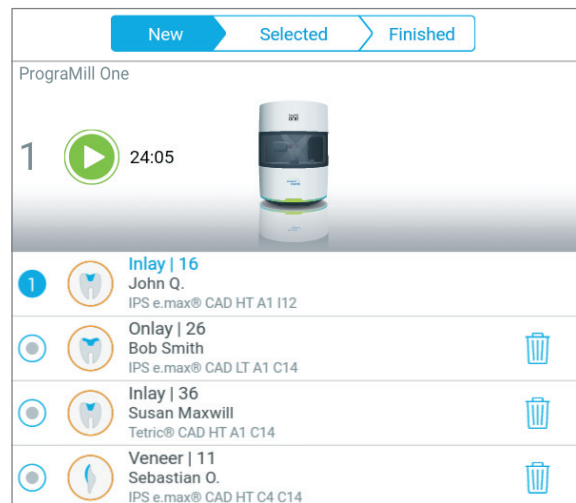 New Selected Finished
PrograMill One
1 24:05
one
1 Inlay | 16
John Q.
IPS e.max® CAD HT A1 I12
Onlay | 26
Bob Smith
IPS e.max® CAD LT A1 C14
Inlay | 36
Susan Maxwill
Tetric® CAD HT A1 C14
Veneer | 11
Sebastian O.
IPS e.max® CAD HT C4 C14